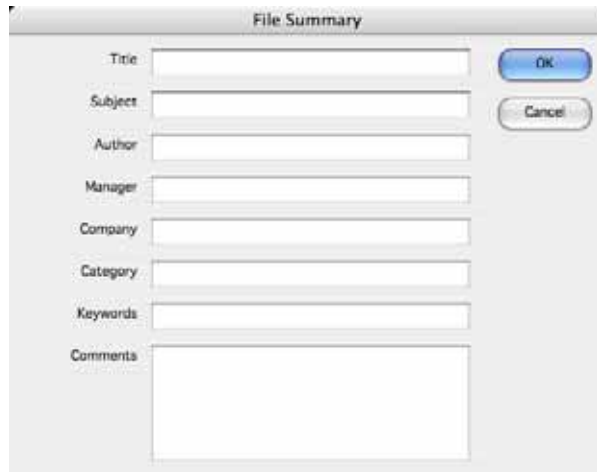 File Summary
Title
OK
Subject
Cancel
Author
Manager
Company
Category
Keywords
Comments